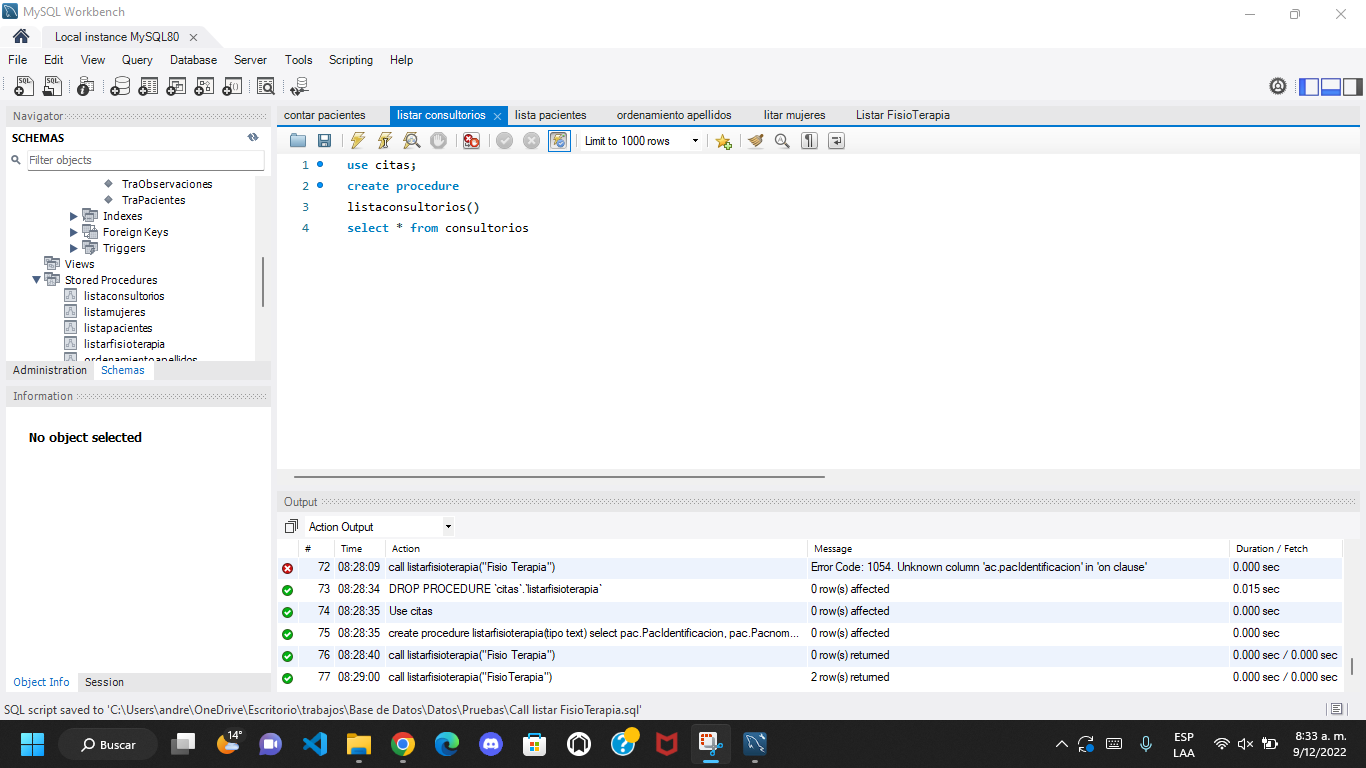 MySQL Workbench
Local instance MySQL80
File Edit View Query Database Server Tools Scripting Help
Navigator
SCHEMAS
Filter objects
TraObservaciones
TraPacientes
Indexes
Foreign Keys
Triggers
Views
Stored Procedures
listaconsultorios
listamujeres
listapacientes
listarfisioterapia
ordenamientoapellidos
Administration Schemas
Information
No object selected
Object Info Session
contar pacientes listar consultorios lista pacientes ordenamiento apellidos litar mujeres Listar FisioTerapia
Limit to 1000 rows
1 use citas;
2 create procedure
3 listaconsultorios()
4 select * from consultorios
Output
Action Output
# Time Action Message Duration / Fetch
72 08:28:09 call listarfisioterapia("Fisio Terapia") Error Code: 1054. Unknown column 'ac.pacIdentificacion' in 'on clause' 0.000 sec
73 08:28:34 DROP PROCEDURE `citas`.`listarfisioterapia` 0 row(s) affected 0.015 sec
74 08:28:35 Use citas 0 row(s) affected 0.000 sec
75 08:28:35 create procedure listarfisioterapia(tipo text) select pac.PacIdentificacion, pac.Pacnom... 0 row(s) affected 0.000 sec
76 08:28:40 call listarfisioterapia("Fisio Terapia") 0 row(s) returned 0.000 sec / 0.000 sec
77 08:29:00 call listarfisioterapia("FisioTerapia") 2 row(s) returned 0.000 sec / 0.000 sec
SQL script saved to 'C:\Users\andre\OneDrive\Escritorio\trabajos\Base de Datos\Datos\Pruebas\Call listar FisioTerapia.sql'
Buscar
14°
ESP
LAA
8:33 a. m.
9/12/2022